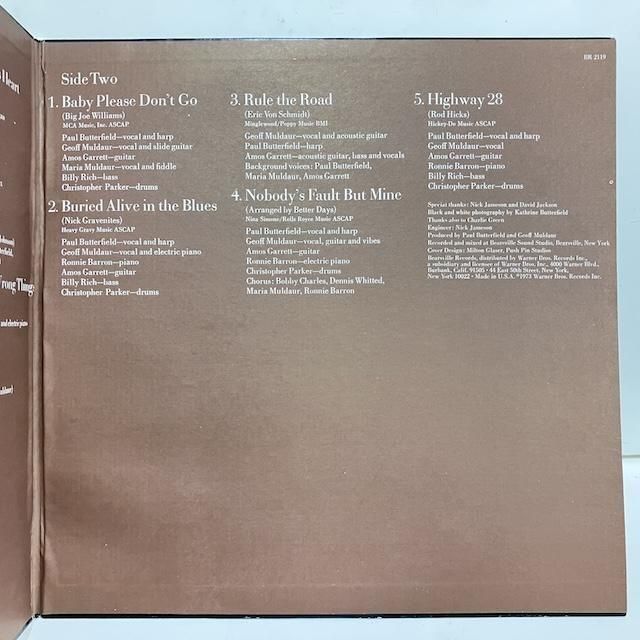 o Heart
rong Thing
and electric piano
BR 2119
Side Two
1. Baby Please Don't Go
(Big Joe Williams)
MCA Music, Inc. ASCAP
Paul Butterfield—vocal and harp
Geoff Muldaur—vocal and slide guitar
Amos Garrett—guitar
Maria Muldaur—vocal and fiddle
Billy Rich—bass
Christopher Parker—drums
2. Buried Alive in the Blues
(Nick Gravenites)
Heavy Gravy Music ASCAP
Paul Butterfield—vocal and harp
Geoff Muldaur—vocal and electric piano
Ronnie Barron—piano
Amos Garrett—guitar
Billy Rich—bass
Christopher Parker—drums
3. Rule the Road
(Eric Von Schmidt)
Minglewood/Poppy Music BMI
Geoff Muldaur—vocal and acoustic guitar
Paul Butterfield—harp
Amos Garrett—acoustic guitar, bass and vocals
Background voices: Paul Butterfield,
Maria Muldaur, Amos Garrett
4. Nobody's Fault But Mine
(Arranged by Better Days)
Nina Simone/Rolls Royce Music ASCAP
Paul Butterfield—vocal and harp
Geoff Muldaur—vocal, guitar and vibes
Amos Garrett—guitar
Ronnie Barron—electric piano
Christopher Parker—drums
Chorus: Bobby Charles, Dennis Whitted,
Maria Muldaur, Ronnie Barron
5. Highway 28
(Rod Hicks)
Hickey-Do Music ASCAP
Paul Butterfield—vocal and harp
Geoff Muldaur—vocal
Amos Garrett—guitar
Ronnie Barron—piano
Billy Rich—bass
Christopher Parker—drums
Special thanks: Nick Jameson and David Jackson
Black and white photography by Kathrine Butterfield
Thanks also to Charlie Green
Engineer: Nick Jameson
Produced by Paul Butterfield and Geoff Muldaur
Recorded and mixed at Bearsville Sound Studio, Bearsville, New York
Cover Design: Milton Glaser, Push Pin Studios
Bearsville Records, distributed by Warner Bros. Records Inc.,
a subsidiary and licensee of Warner Bros, Inc., 4000 Warner Blvd.,
Burbank, Calif. 91505 • 44 East 50th Street, New York,
New York 10022 • Made in U.S.A. ℗1973 Warner Bros. Records Inc.